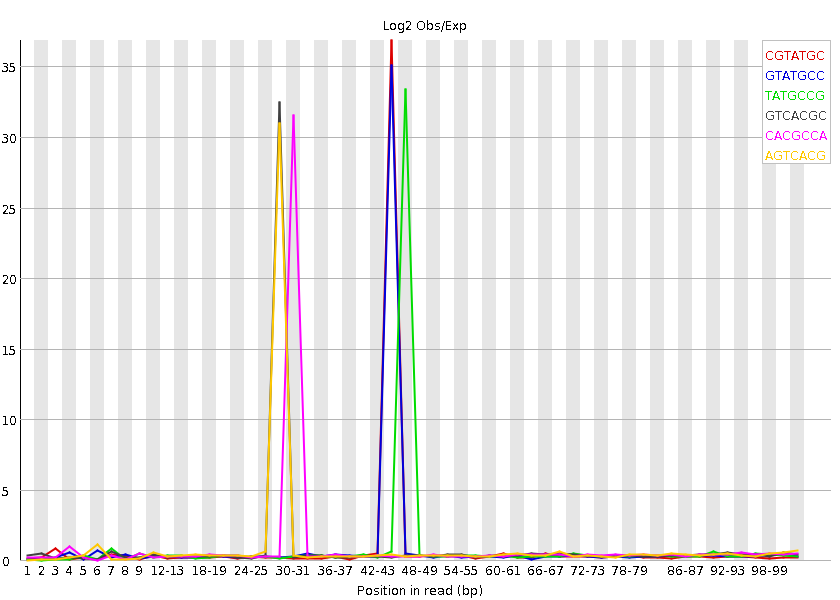 Log2 Obs/Exp
35
30
25
20
15
10
5
0
CGTATGC
GTATGCC
TATGCCG
GTCACGC
CACGCCA
AGTCACG
1 2 3 4 5 6 7 8 9 12-13 18-19 24-25 30-31 36-37 42-43 48-49 54-55 60-61 66-67 72-73 78-79 86-87 92-93 98-99
Position in read (bp)